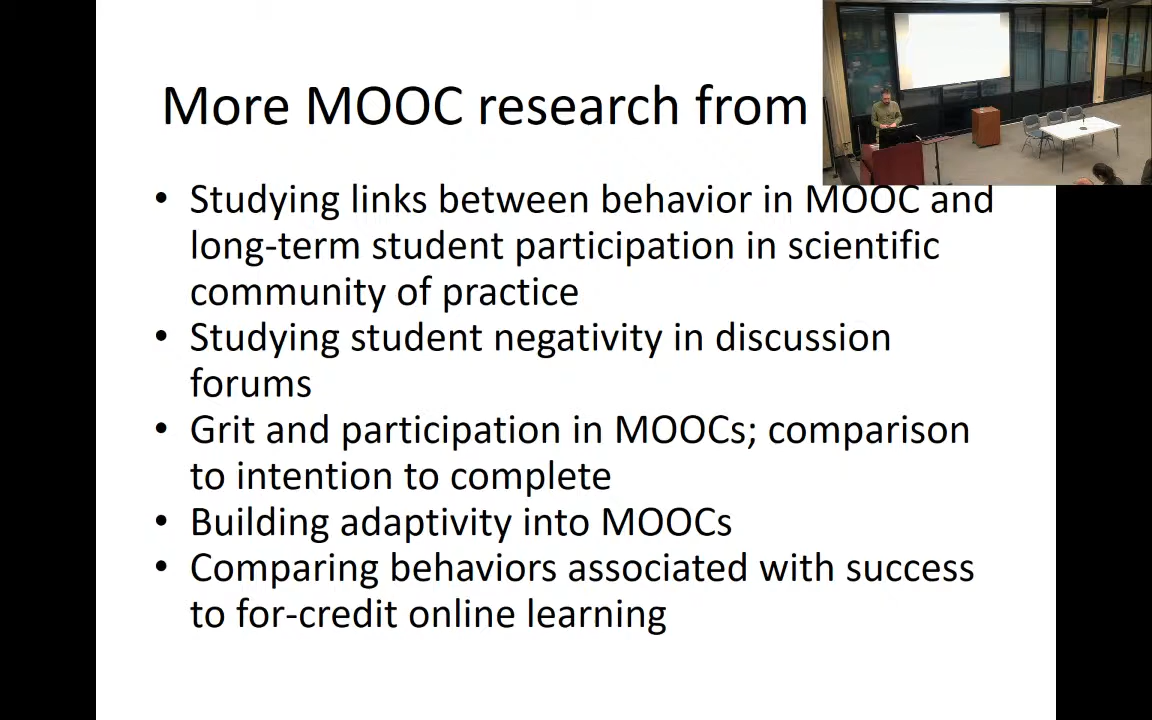 More MOOC research from
• Studying links between behavior in MOOC and
long-term student participation in scientific
community of practice
• Studying student negativity in discussion
forums
• Grit and participation in MOOCs; comparison
to intention to complete
• Building adaptivity into MOOCs
• Comparing behaviors associated with success
to for-credit online learning